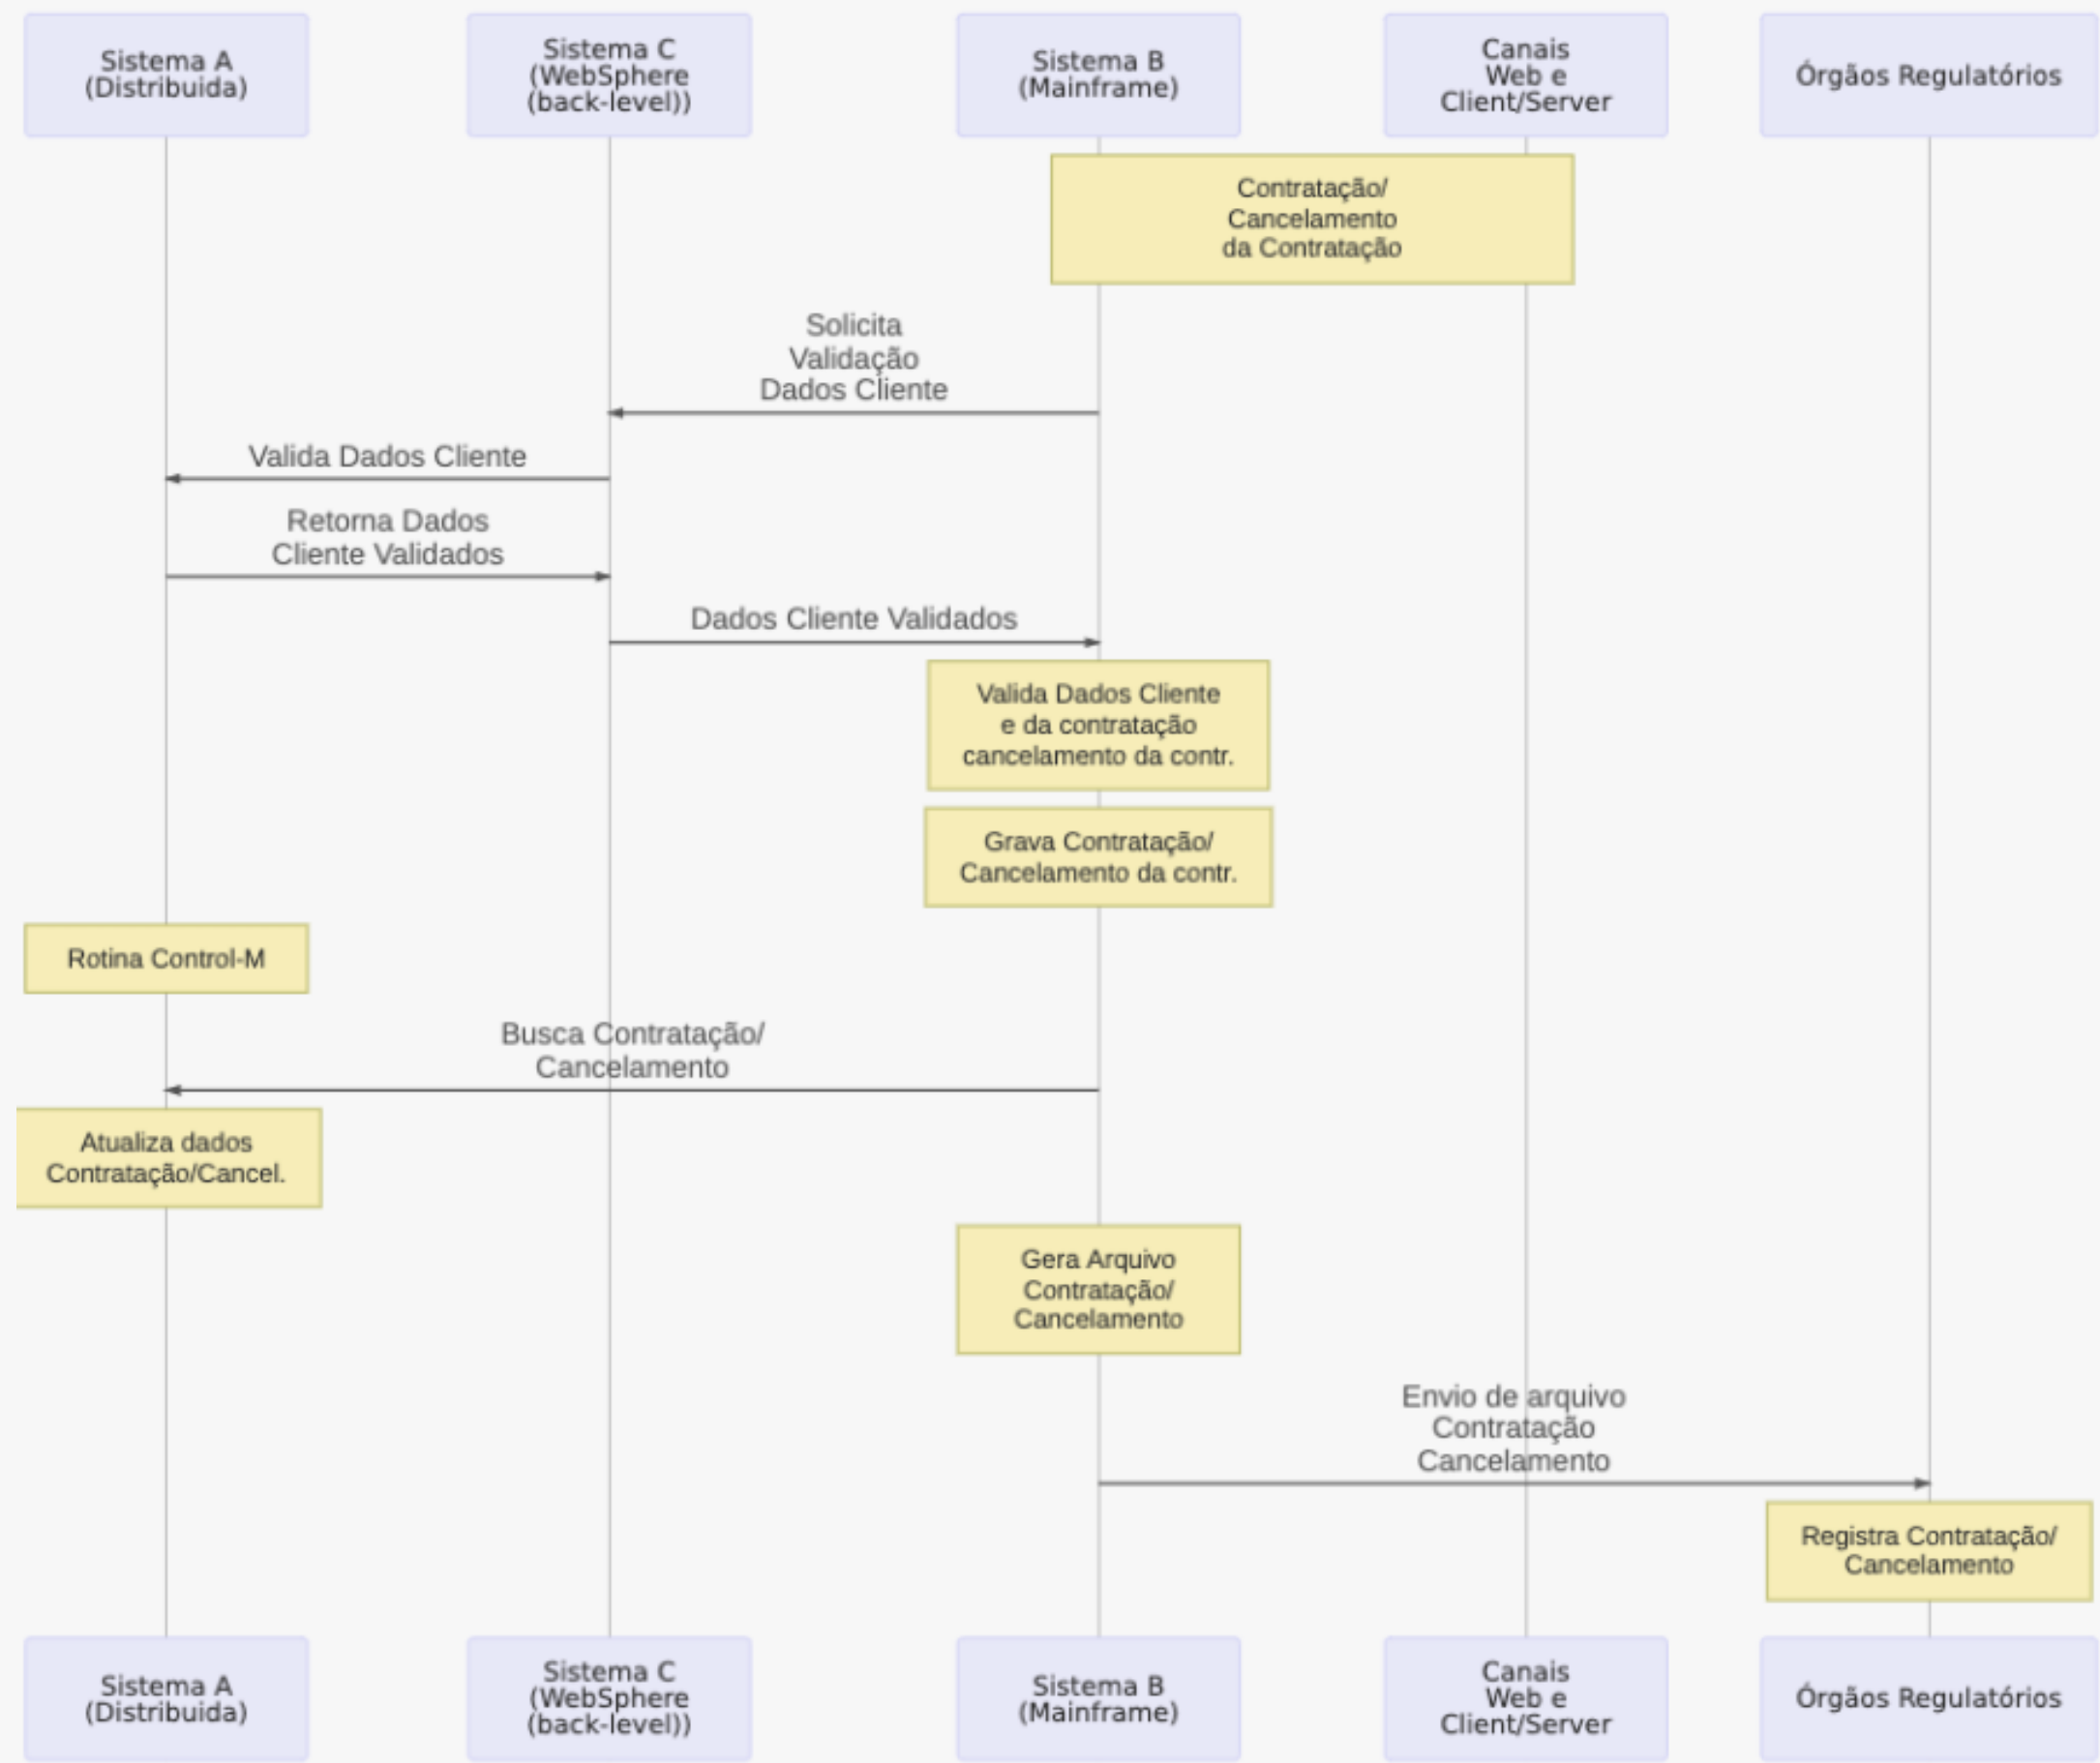 Sistema A
(Distribuida)
Sistema C
(WebSphere
(back-level))
Sistema B
(Mainframe)
Canais
Web e
Client/Server
Órgãos Regulatórios
Contratação/
Cancelamento
da Contratação
Solicita
Validação
Dados Cliente
Valida Dados Cliente
Retorna Dados
Cliente Validados
Dados Cliente Validados
Valida Dados Cliente
e da contratação
cancelamento da contr.
Grava Contratação/
Cancelamento da contr.
Rotina Control-M
Busca Contratação/
Cancelamento
Atualiza dados
Contratação/Cancel.
Gera Arquivo
Contratação/
Cancelamento
Envio de arquivo
Contratação
Cancelamento
Registra Contratação/
Cancelamento
Sistema A
(Distribuida)
Sistema C
(WebSphere
(back-level))
Sistema B
(Mainframe)
Canais
Web e
Client/Server
Órgãos Regulatórios